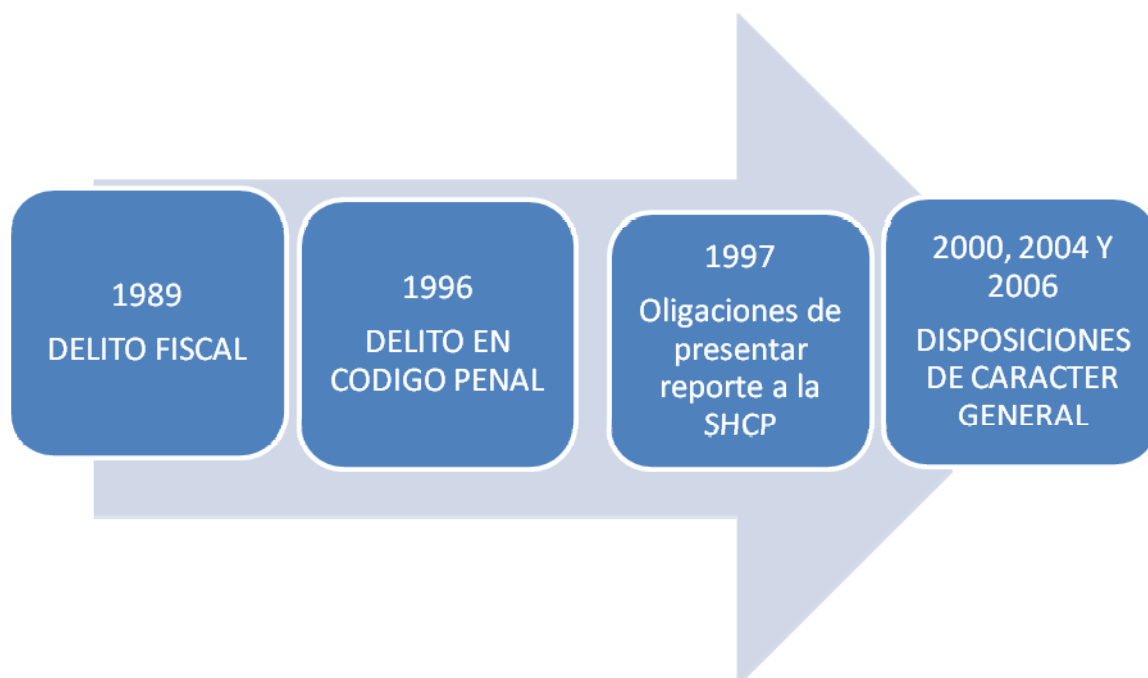 1989
DELITO FISCAL
1996
DELITO EN
CODIGO PENAL
1997
Oligaciones de
presentar
reporte a la
SHCP
2000, 2004 Y
2006
DISPOSICIONES
DE CARACTER
GENERAL